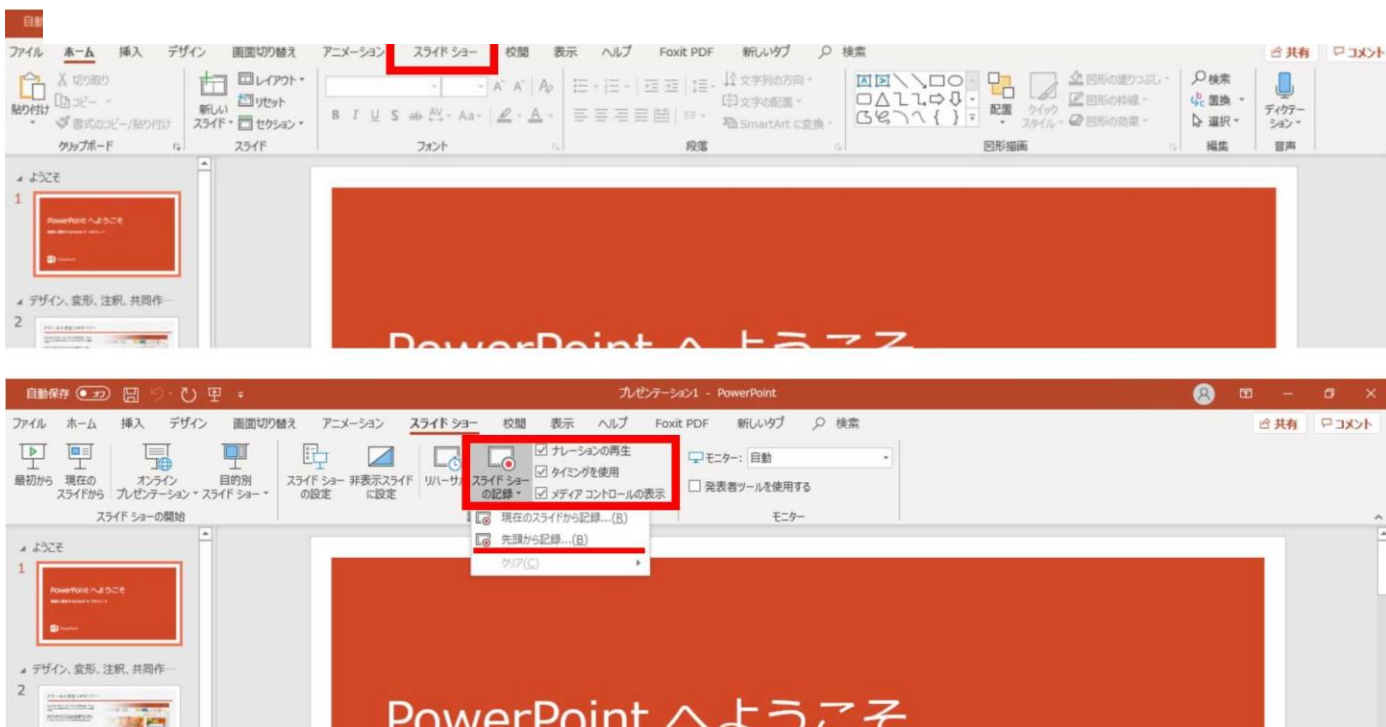 自動
ファイル ホーム 挿入 デザイン 画面切り替え アニメーション スライド ショー 校閲 表示 ヘルプ Foxit PDF 新しいタブ 検索 共有 コメント
貼り付け 切り取り コピー 書式のコピー/貼り付け
新しいスライド レイアウト リセット セクション
B I U S ab AV Aa A A
文字列の方向 文字の配置 SmartArt に変換
配置 クイックスタイル 図形の塗りつぶし 図形の枠線 図形の効果
検索 置換 選択
ディクテーション
クリップボード スライド フォント 段落 図形描画 編集 音声
ようこそ
1
PowerPoint へようこそ
デザイン、変形、注釈、共同作…
2
PowerPoint へようこそ
自動保存 オフ プレゼンテーション1 - PowerPoint
ファイル ホーム 挿入 デザイン 画面切り替え アニメーション スライド ショー 校閲 表示 ヘルプ Foxit PDF 新しいタブ 検索 共有 コメント
最初から 現在のスライドから オンライン プレゼンテーション 目的別スライド ショー
スライド ショーの設定 非表示スライドに設定 リハーサル スライド ショーの記録
ナレーションの再生
タイミングを使用
メディア コントロールの表示
モニター: 自動
発表者ツールを使用する
スライド ショーの開始 モニター
現在のスライドから記録...(R)
先頭から記録...(B)
クリア(C)
ようこそ
1
PowerPoint へようこそ
デザイン、変形、注釈、共同作…
2
PowerPoint へようこそ